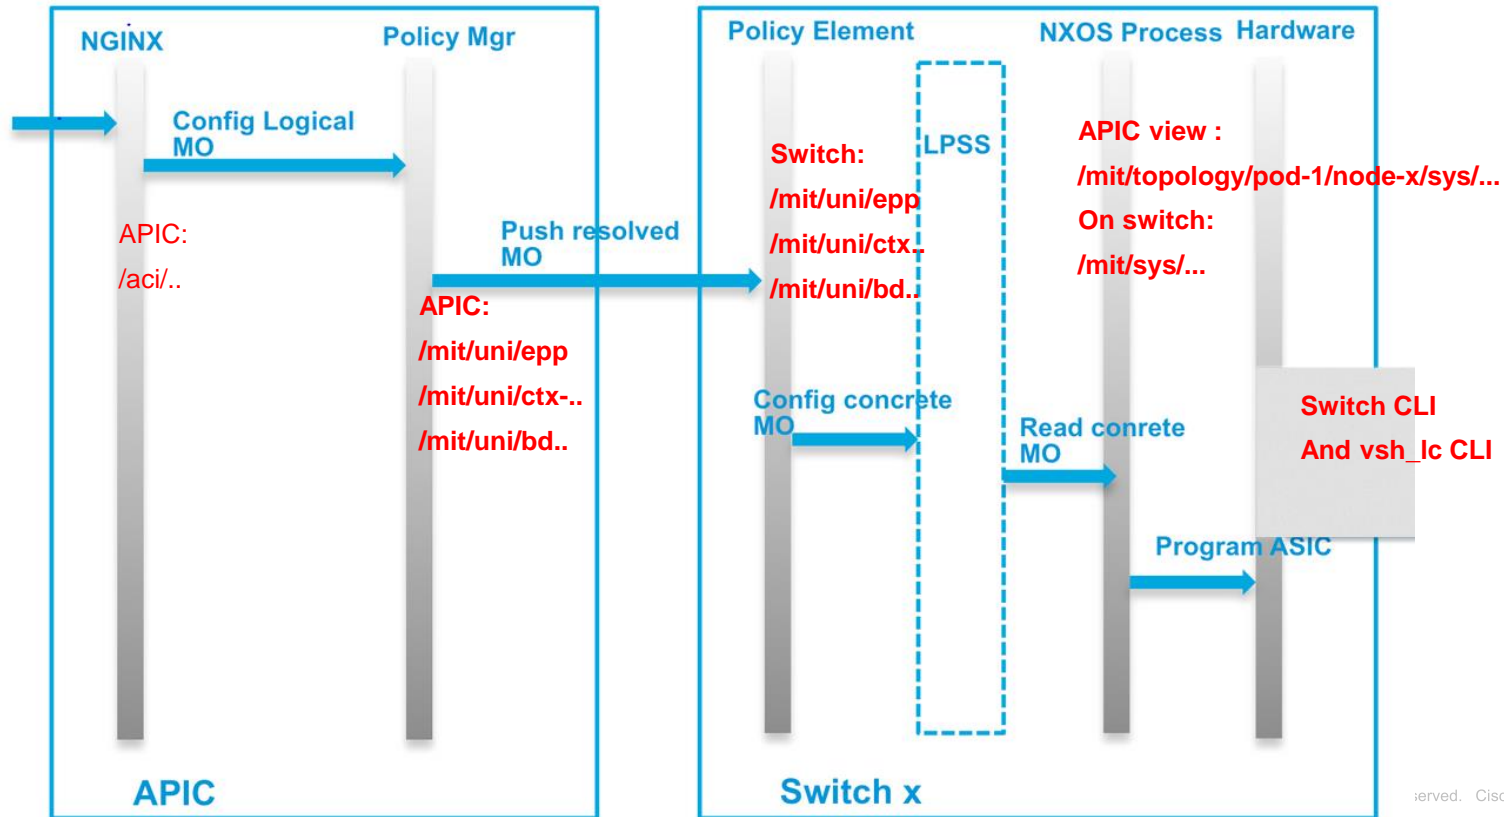 NGINX
Policy Mgr
Policy Element
NXOS Process
Hardware
Config Logical
MO
APIC:
/aci/..
Push resolved
MO
APIC:
/mit/uni/epp
/mit/uni/ctx-..
/mit/uni/bd..
Switch:
/mit/uni/epp
/mit/uni/ctx..
/mit/uni/bd..
LPSS
APIC view :
/mit/topology/pod-1/node-x/sys/...
On switch:
/mit/sys/...
Config concrete
MO
Read conrete
MO
Switch CLI
And vsh_lc CLI
Program ASIC
APIC
Switch x